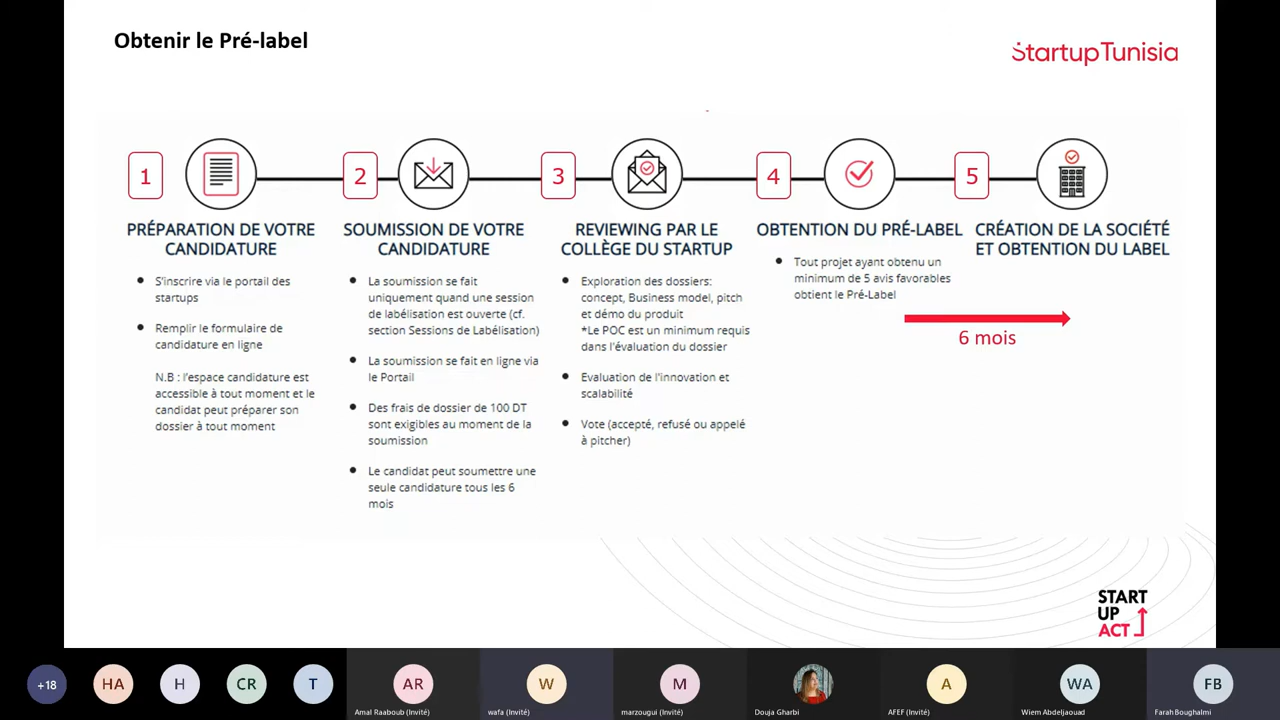 Obtenir le Pré-label
StartupTunisia
1
2
3
4
5
PRÉPARATION DE VOTRE
CANDIDATURE
S'inscrire via le portail des
startups
Remplir le formulaire de
candidature en ligne
N.B : l'espace candidature est
accessible à tout moment et le
candidat peut préparer son
dossier à tout moment
SOUMISSION DE VOTRE
CANDIDATURE
La soumission se fait
uniquement quand une session
de labélisation est ouverte (cf.
section Sessions de Labélisation)
La soumission se fait en ligne via
le Portail
Des frais de dossier de 100 DT
sont exigibles au moment de la
soumission
Le candidat peut soumettre une
seule candidature tous les 6
mois
REVIEWING PAR LE
COLLÈGE DU STARTUP
Exploration des dossiers:
concept, Business model, pitch
et démo du produit
*Le POC est un minimum requis
dans l'évaluation du dossier
Evaluation de l'innovation et
scalabilité
Vote (accepté, refusé ou appelé
à pitcher)
OBTENTION DU PRÉ-LABEL
Tout projet ayant obtenu un
minimum de 5 avis favorables
obtient le Pré-Label
CRÉATION DE LA SOCIÉTÉ
ET OBTENTION DU LABEL
6 mois
START
UP
ACT
+18
HA
H
CR
T
AR
Amal Raaboub (Invité)
W
wafa (Invité)
M
marzougui (Invité)
Douja Gharbi
A
AFEF (Invité)
WA
Wiem Abdeljaouad
FB
Farah Boughalmi